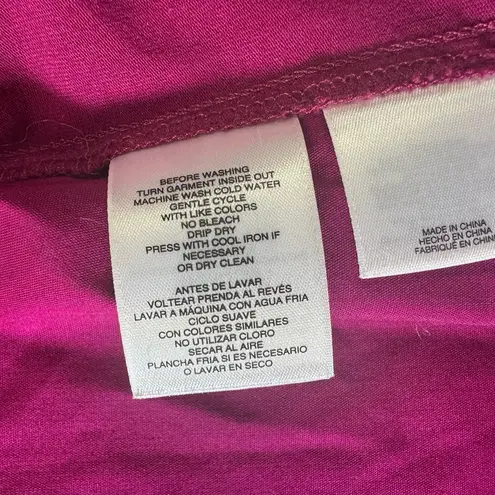 BEFORE WASHING
TURN GARMENT INSIDE OUT
MACHINE WASH COLD WATER
GENTLE CYCLE
WITH LIKE COLORS
NO BLEACH
DRIP DRY
PRESS WITH COOL IRON IF
NECESSARY
OR DRY CLEAN
ANTES DE LAVAR
VOLTEAR PRENDA AL REVÉS
LAVAR A MÁQUINA CON AGUA FRIA
CICLO SUAVE
CON COLORES SIMILARES
NO UTILIZAR CLORO
SECAR AL AIRE
PLANCHA FRIA SI ES NECESARIO
O LAVAR EN SECO
MADE IN CHINA
HECHO EN CHINA
FABRIQUÉ EN CHINE